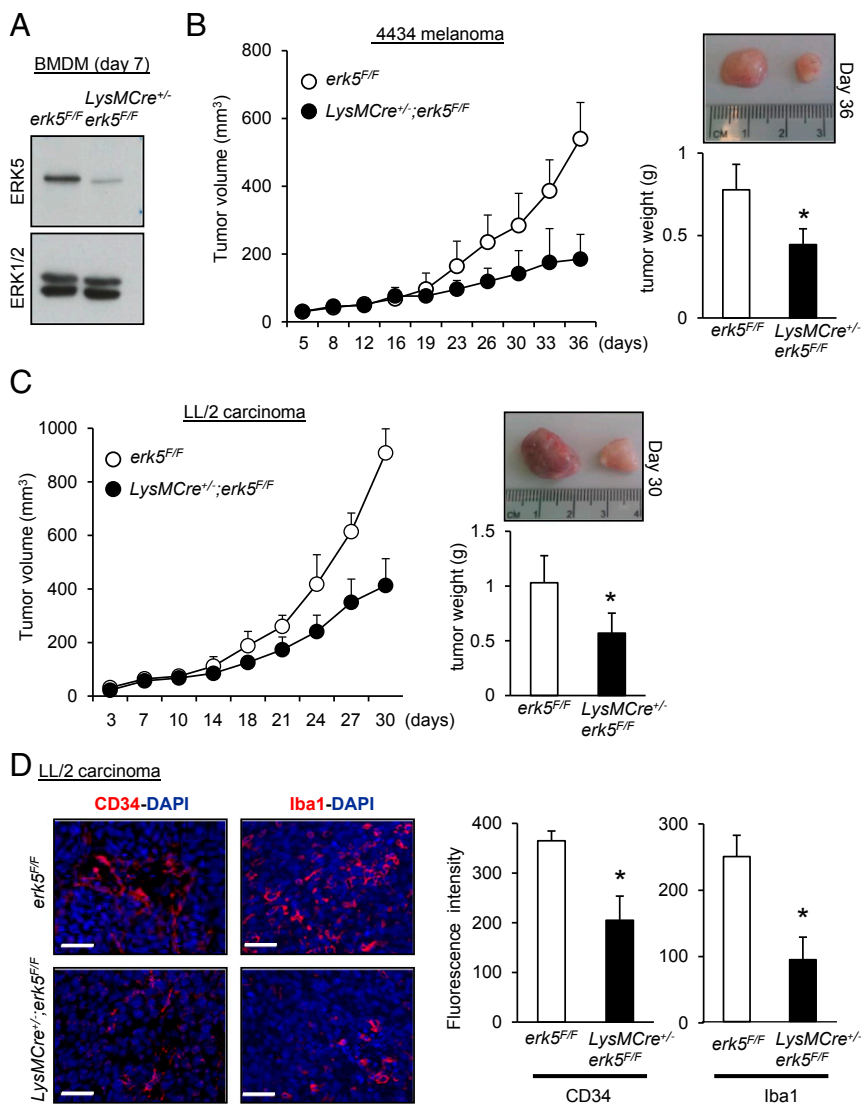 A
BMDM (day 7)
erk5F/F
LysMCre+/-
erk5F/F
ERK5
ERK1/2
B
4434 melanoma
Tumor volume (mm3)
800
600
400
200
0
erk5F/F
LysMCre+/-;erk5F/F
5 8 12 16 19 23 26 30 33 36 (days)
Day 36
CM 1 2 3
tumor weight (g)
1
0.5
0
*
erk5F/F
LysMCre+/-
erk5F/F
C
LL/2 carcinoma
Tumor volume (mm3)
1000
800
600
400
200
0
erk5F/F
LysMCre+/-;erk5F/F
3 7 10 14 18 21 24 27 30 (days)
Day 30
CM 1 2 3 4
tumor weight (g)
1.5
1
0.5
0
*
erk5F/F
LysMCre+/-
erk5F/F
D LL/2 carcinoma
CD34-DAPI
Iba1-DAPI
erk5F/F
LysMCre+/-;erk5F/F
Fluorescence intensity
400
300
200
100
0
*
erk5F/F
LysMCre+/-
erk5F/F
CD34
300
200
100
0
*
erk5F/F
LysMCre+/-
erk5F/F
Iba1